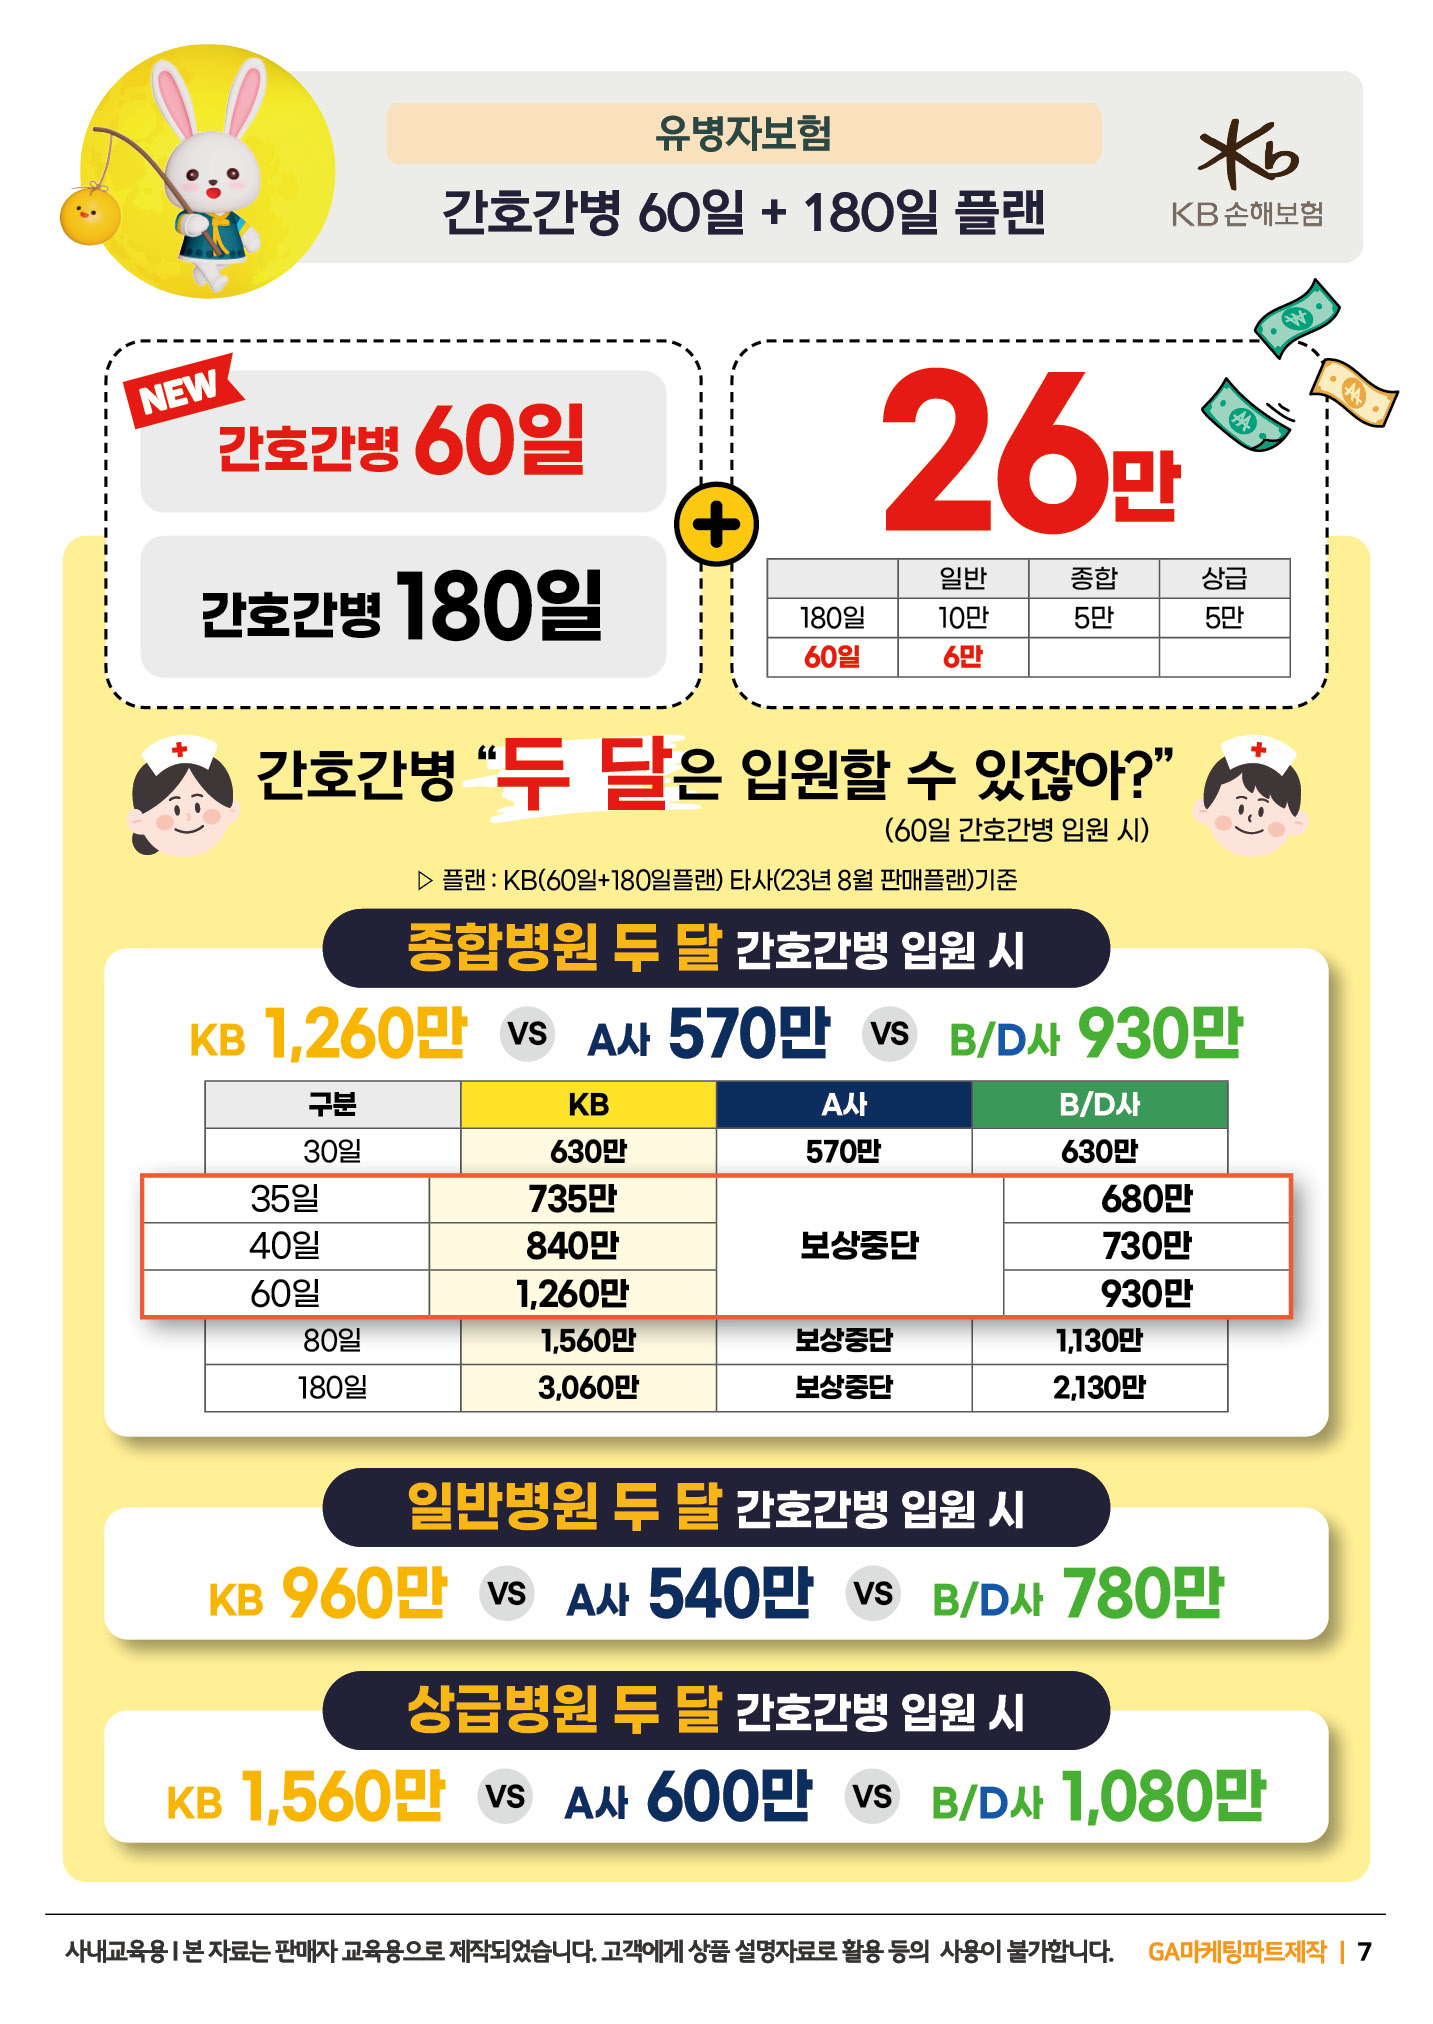 유병자보험
간호간병 60일 + 180일 플랜
KB 손해보험
NEW
간호간병 60일
간호간병 180일
26만
일반 종합 상급
180일 10만 5만 5만
60일 6만
간호간병 “두 달은 입원할 수 있잖아?”
(60일 간호간병 입원 시)
▷ 플랜 : KB(60일+180일플랜) 타사(23년 8월 판매플랜)기준
종합병원 두 달 간호간병 입원 시
KB 1,260만 VS A사 570만 VS B/D사 930만
구분 KB A사 B/D사
30일 630만 570만 630만
35일 735만 680만
40일 840만 보상중단 730만
60일 1,260만 930만
80일 1,560만 보상중단 1,130만
180일 3,060만 보상중단 2,130만
일반병원 두 달 간호간병 입원 시
KB 960만 VS A사 540만 VS B/D사 780만
상급병원 두 달 간호간병 입원 시
KB 1,560만 VS A사 600만 VS B/D사 1,080만
사내교육용 I 본 자료는 판매자 교육용으로 제작되었습니다. 고객에게 상품 설명자료로 활용 등의 사용이 불가합니다. GA마케팅파트제작 | 7